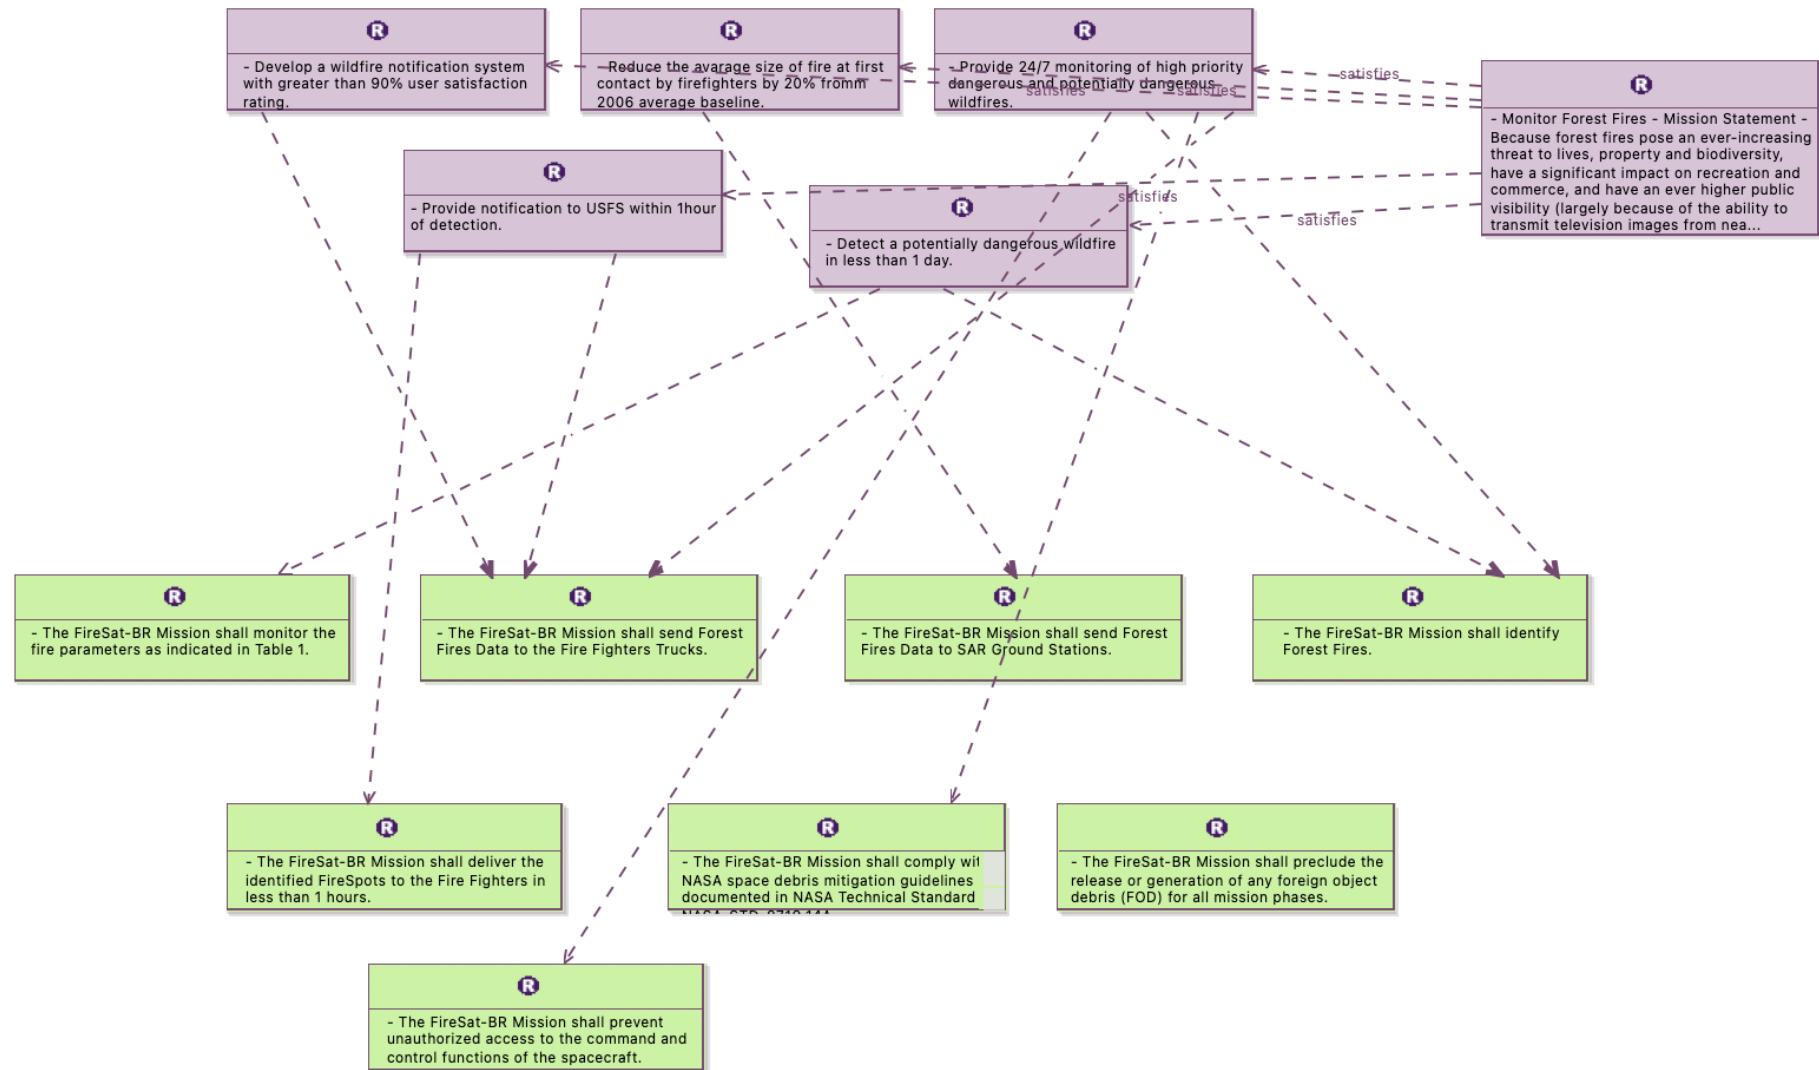 R
- Develop a wildfire notification system
with greater than 90% user satisfaction
rating.
R
- Reduce the avarage size of fire at first
contact by firefighters by 20% fromm
2006 average baseline.
R
- Provide 24/7 monitoring of high priority
dangerous and potentially dangerous
wildfires.
satisfies
satisfies
satisfies
R
- Monitor Forest Fires - Mission Statement -
Because forest fires pose an ever-increasing
threat to lives, property and biodiversity,
have a significant impact on recreation and
commerce, and have an ever higher public
visibility (largely because of the ability to
transmit television images from nea...
R
- Provide notification to USFS within 1hour
of detection.
R
- Detect a potentially dangerous wildfire
in less than 1 day.
satisfies
satisfies
R
- The FireSat-BR Mission shall monitor the
fire parameters as indicated in Table 1.
R
- The FireSat-BR Mission shall send Forest
Fires Data to the Fire Fighters Trucks.
R
- The FireSat-BR Mission shall send Forest
Fires Data to SAR Ground Stations.
R
- The FireSat-BR Mission shall identify
Forest Fires.
R
- The FireSat-BR Mission shall deliver the
identified FireSpots to the Fire Fighters in
less than 1 hours.
R
- The FireSat-BR Mission shall comply wit
NASA space debris mitigation guidelines
documented in NASA Technical Standard
R
- The FireSat-BR Mission shall preclude the
release or generation of any foreign object
debris (FOD) for all mission phases.
R
- The FireSat-BR Mission shall prevent
unauthorized access to the command and
control functions of the spacecraft.